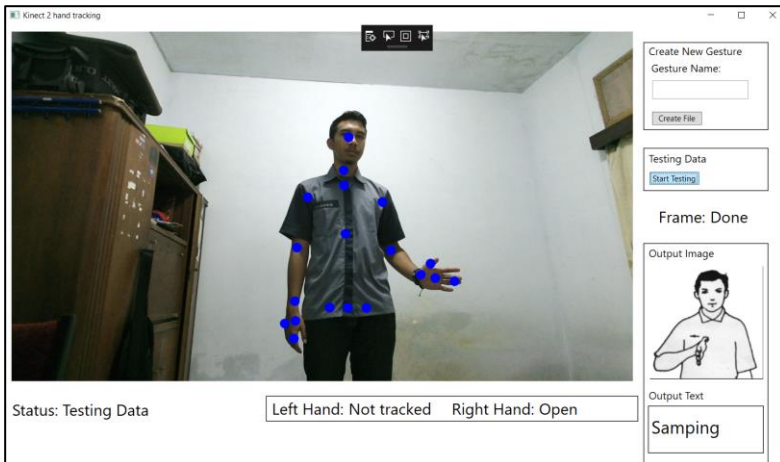 Kinect 2 hand tracking
Create New Gesture
Gesture Name:
Create File
Testing Data
Start Testing
Frame: Done
Output Image
Output Text
Samping
Status: Testing Data
Left Hand: Not tracked Right Hand: Open